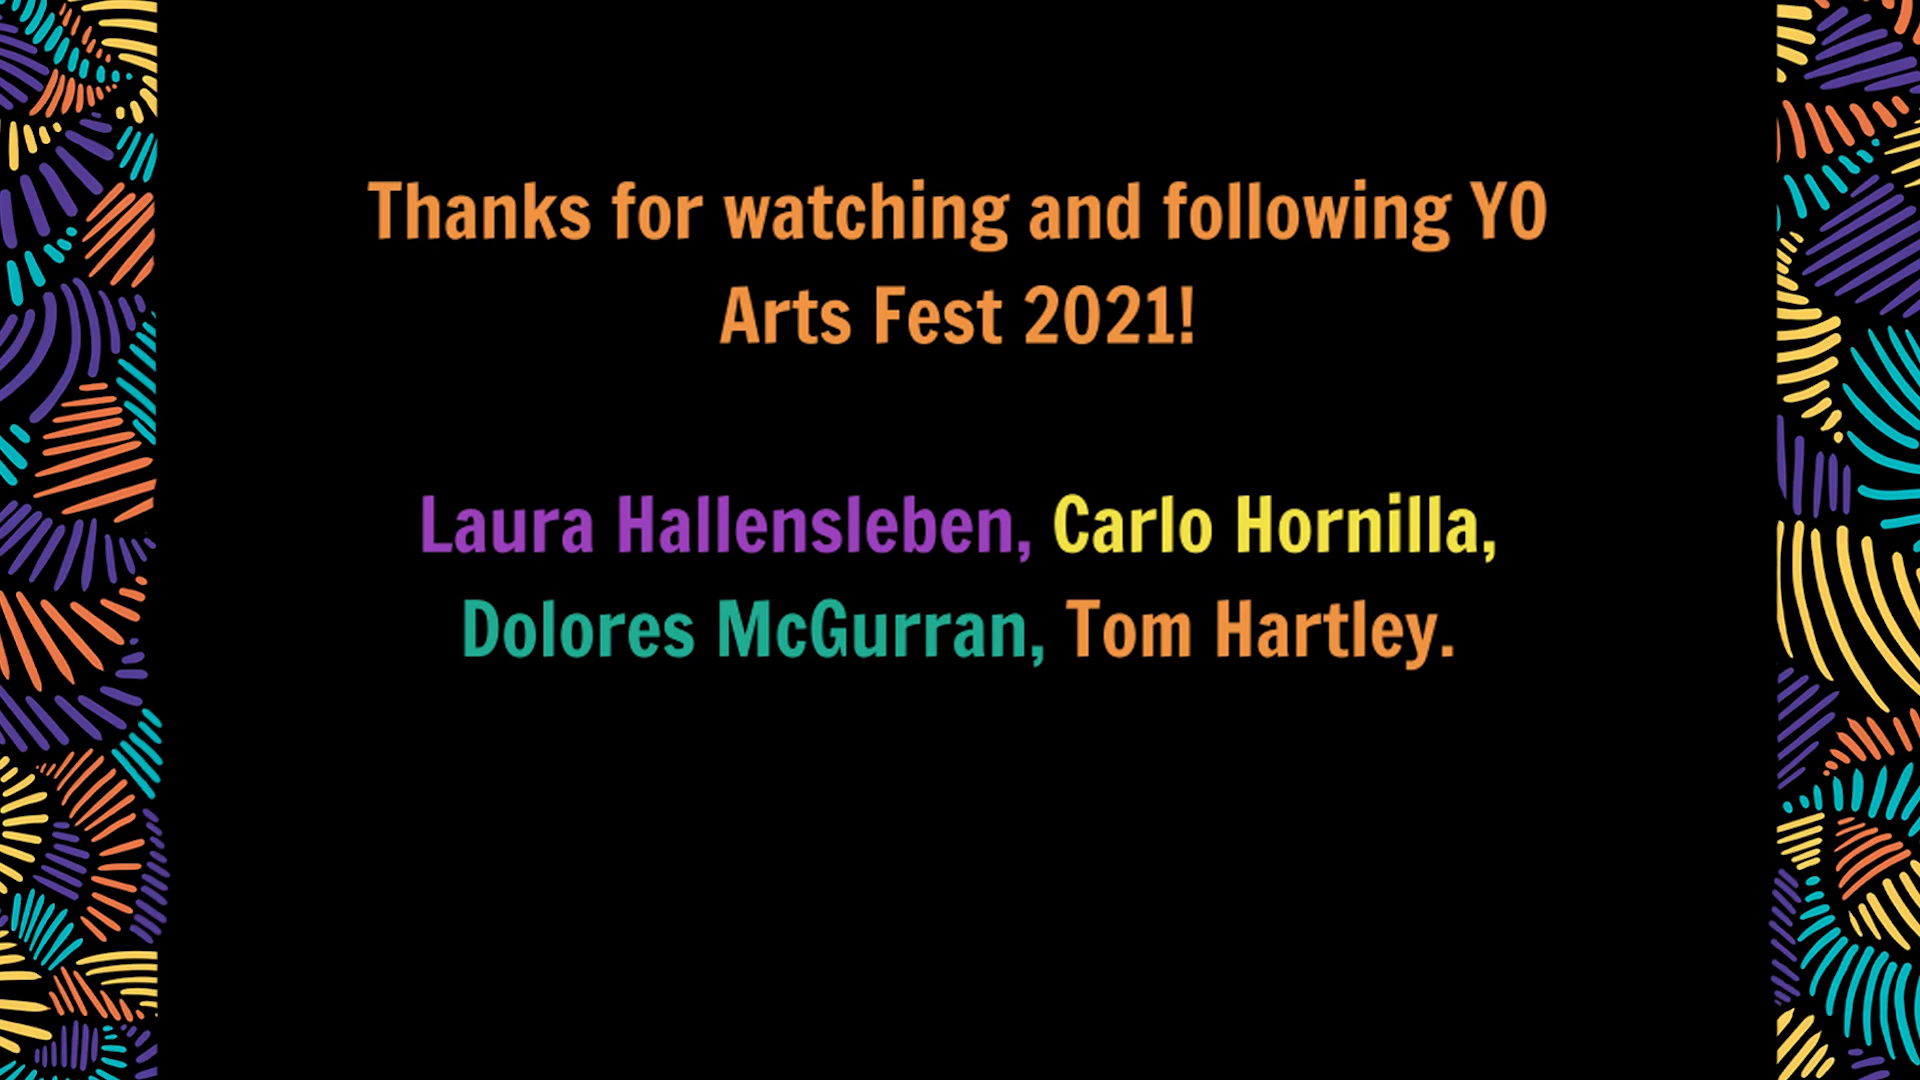 Thanks for watching and following YO
Arts Fest 2021!
Laura Hallensleben, Carlo Hornilla,
Dolores McGurran, Tom Hartley.